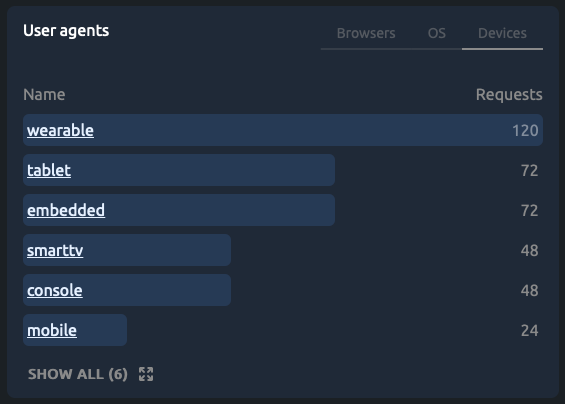 User agents Browsers OS Devices
Name Requests
wearable 120
tablet 72
embedded 72
smarttv 48
console 48
mobile 24
SHOW ALL (6)